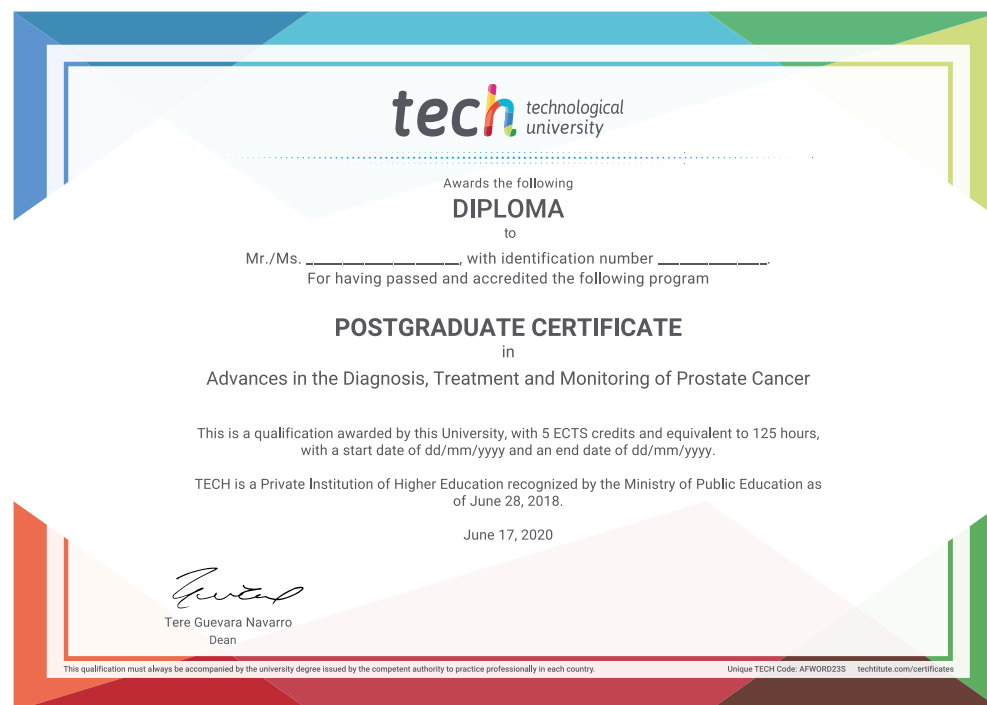 tech technological
university
Awards the following
DIPLOMA
to
Mr./Ms. ____________________, with identification number ______________.
For having passed and accredited the following program
POSTGRADUATE CERTIFICATE
in
Advances in the Diagnosis, Treatment and Monitoring of Prostate Cancer
This is a qualification awarded by this University, with 5 ECTS credits and equivalent to 125 hours,
with a start date of dd/mm/yyyy and an end date of dd/mm/yyyy.
TECH is a Private Institution of Higher Education recognized by the Ministry of Public Education as
of June 28, 2018.
June 17, 2020
Tere Guevara Navarro
Dean
This qualification must always be accompanied by the university degree issued by the competent authority to practice professionally in each country. Unique TECH Code: AFWORD23S techtitute.com/certificates